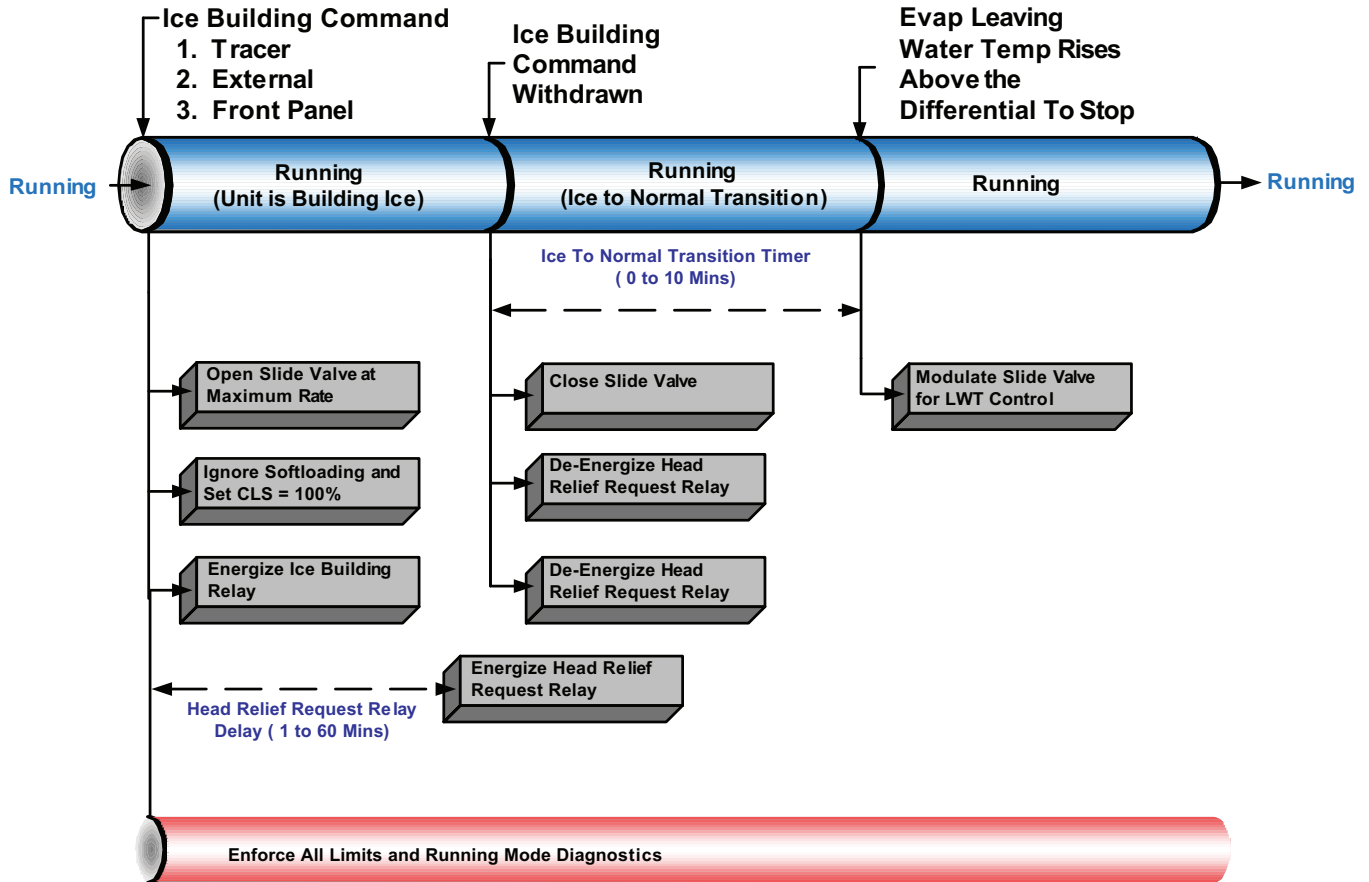 Ice Building Command
1. Tracer
2. External
3. Front Panel
Ice Building
Command
Withdrawn
Evap Leaving
Water Temp Rises
Above the
Differential To Stop
Running
Running
(Unit is Building Ice)
Running
(Ice to Normal Transition)
Running
Running
Ice To Normal Transition Timer
( 0 to 10 Mins)
Open Slide Valve at
Maximum Rate
Close Slide Valve
Modulate Slide Valve
for LWT Control
Ignore Softloading and
Set CLS = 100%
De-Energize Head
Relief Request Relay
Energize Ice Building
Relay
De-Energize Head
Relief Request Relay
Energize Head Relief
Request Relay
Head Relief Request Relay
Delay ( 1 to 60 Mins)
Enforce All Limits and Running Mode Diagnostics